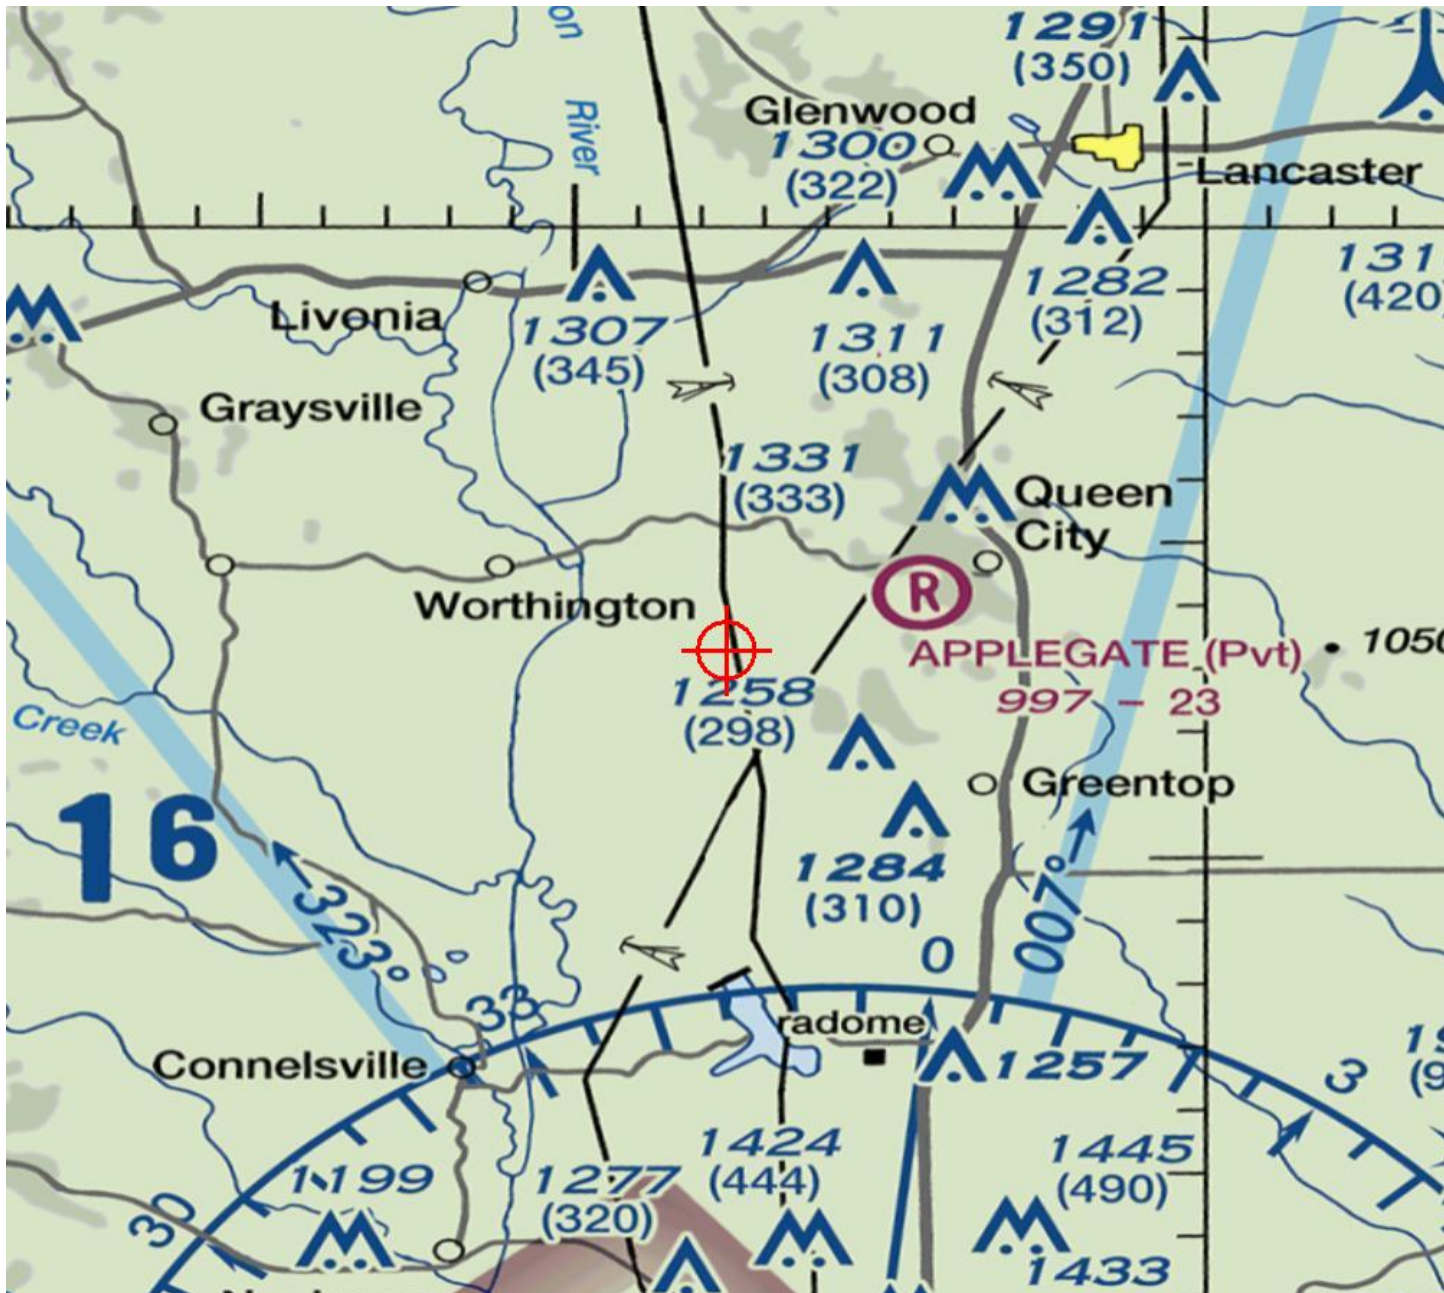 on
River
1291
(350)
Glenwood
1300
(322)
Lancaster
Livonia
1307
(345)
1311
(308)
1282
(312)
131
(420
Graysville
1331
(333)
Queen
City
Worthington
R
APPLEGATE (Pvt)
997 - 23
1050
1258
(298)
Creek
Greentop
16
1284
(310)
323°
007°
0
33
radome
Connelsville
1257
3
(9
1199
1277
(320)
1424
(444)
1445
(490)
30
1433